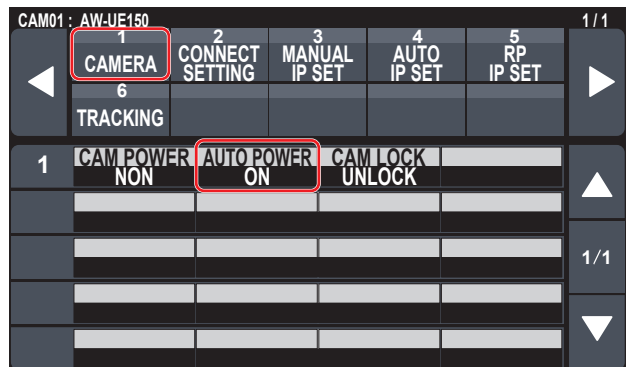 CAM01 : AW-UE150 1 / 1
1 2 3 4 5
CAMERA CONNECT SETTING MANUAL IP SET AUTO IP SET RP IP SET
6
TRACKING
1 CAM POWER AUTO POWER CAM LOCK
NON ON UNLOCK
1/1